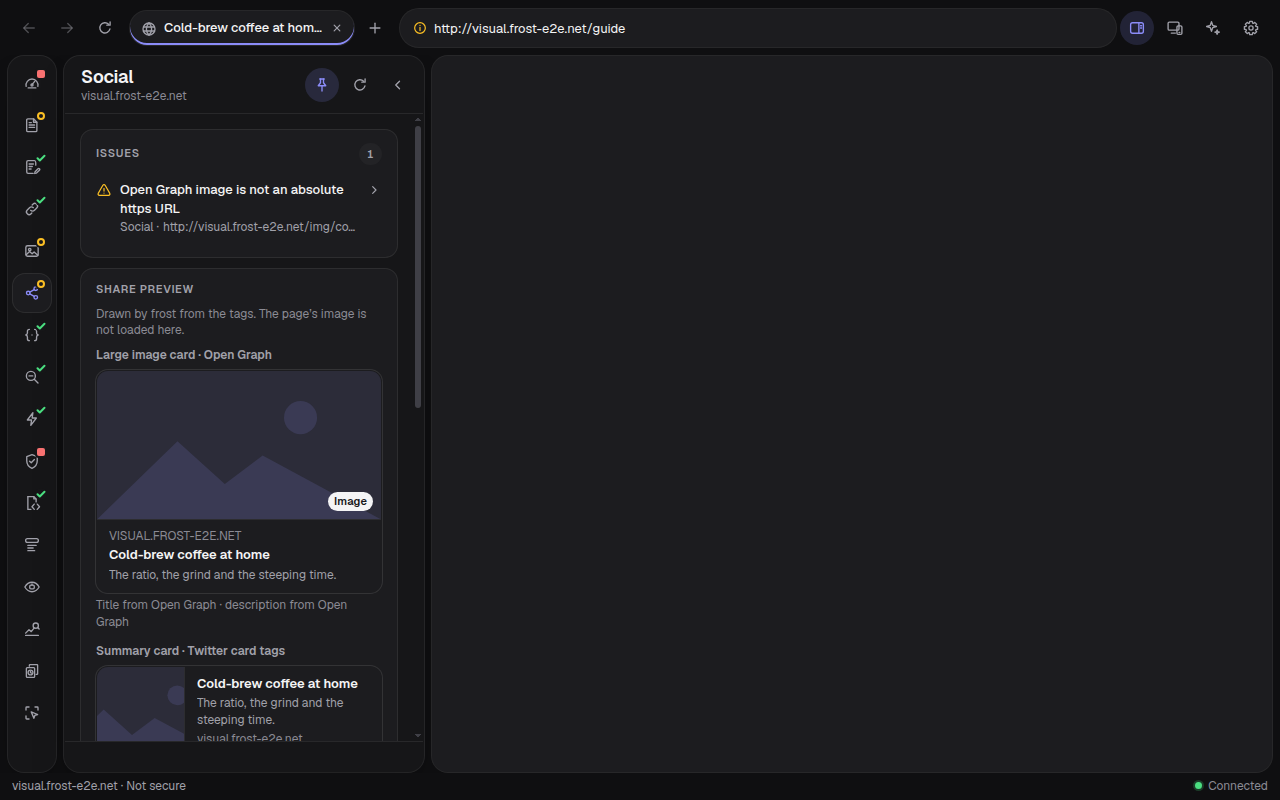 Cold-brew coffee at hom…
http://visual.frost-e2e.net/guide
Social
visual.frost-e2e.net
ISSUES
1
Open Graph image is not an absolute
https URL
Social · http://visual.frost-e2e.net/img/co…
SHARE PREVIEW
Drawn by frost from the tags. The page's image is
not loaded here.
Large image card · Open Graph
Image
VISUAL.FROST-E2E.NET
Cold-brew coffee at home
The ratio, the grind and the steeping time.
Title from Open Graph · description from Open
Graph
Summary card · Twitter card tags
Cold-brew coffee at home
The ratio, the grind and the
steeping time.
visual.frost-e2e.net
visual.frost-e2e.net · Not secure
Connected